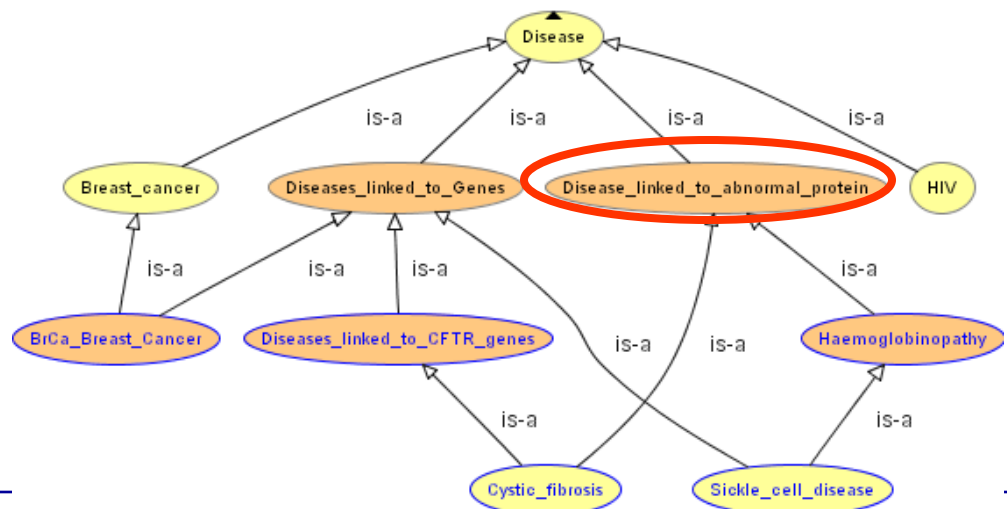 Disease
is-a
is-a
is-a
is-a
Breast_cancer
Diseases_linked_to_Genes
Disease_linked_to_abnormal_protein
HIV
is-a
is-a
is-a
is-a
BrCa_Breast_Cancer
Diseases_linked_to_CFTR_genes
is-a
is-a
Haemoglobinopathy
is-a
is-a
Cystic_fibrosis
Sickle_cell_disease